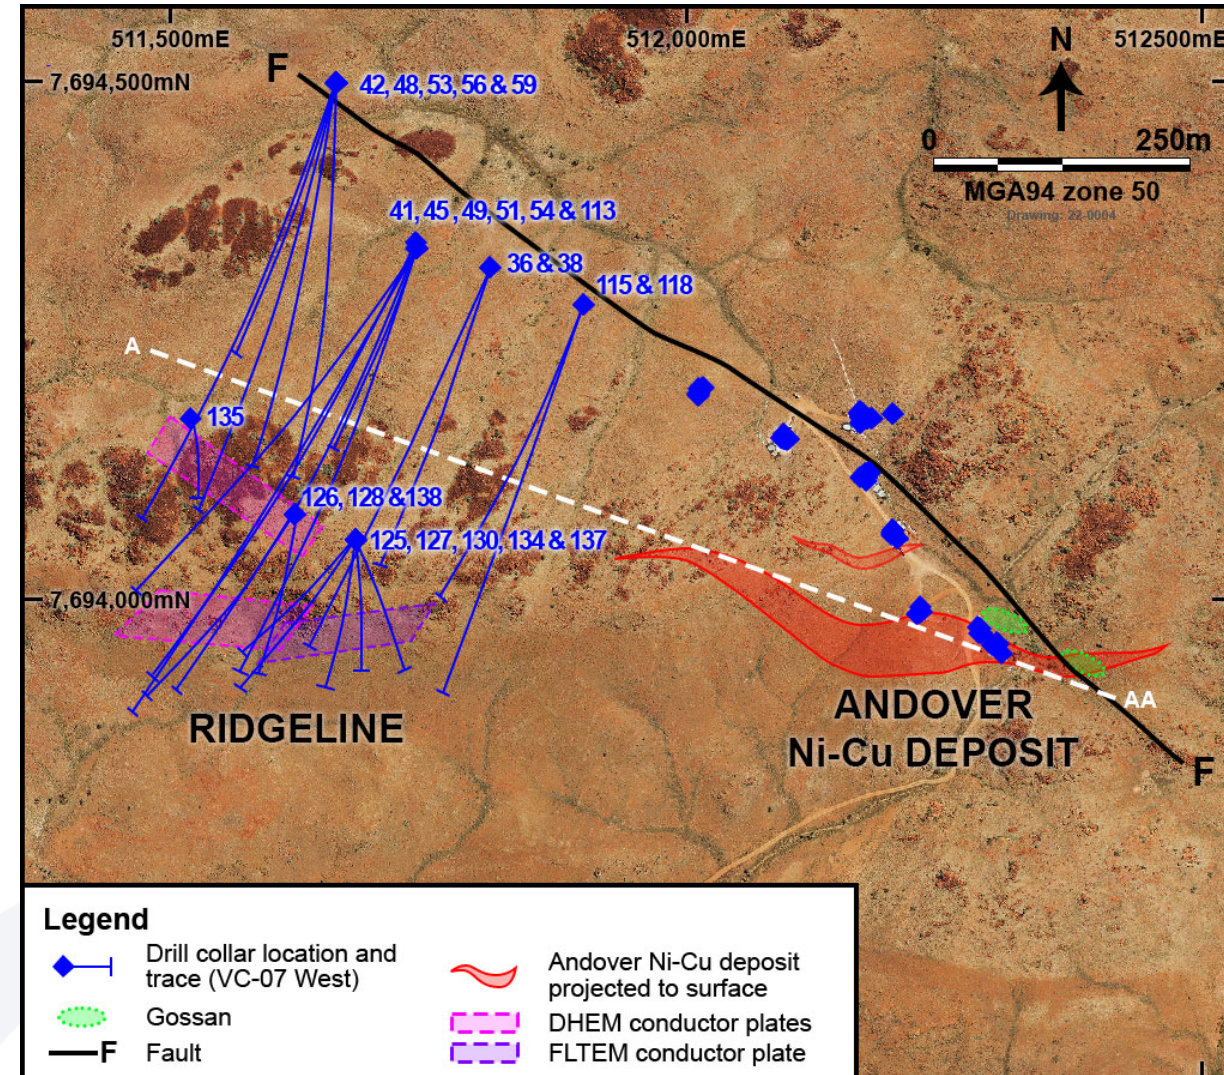 511,500mE
512,000mE
512500mE
7,694,500mN
F
42, 48, 53, 56 & 59
N
0 250m
MGA94 zone 50
Drawing: 22-0004
41, 45 , 49, 51, 54 & 113
36 & 38
115 & 118
A
135
126, 128 & 138
125, 127, 130, 134 & 137
7,694,000mN
RIDGELINE
ANDOVER
Ni-Cu DEPOSIT
AA
F
Legend
Drill collar location and
trace (VC-07 West)
Gossan
F Fault
Andover Ni-Cu deposit
projected to surface
DHEM conductor plates
FLTEM conductor plate